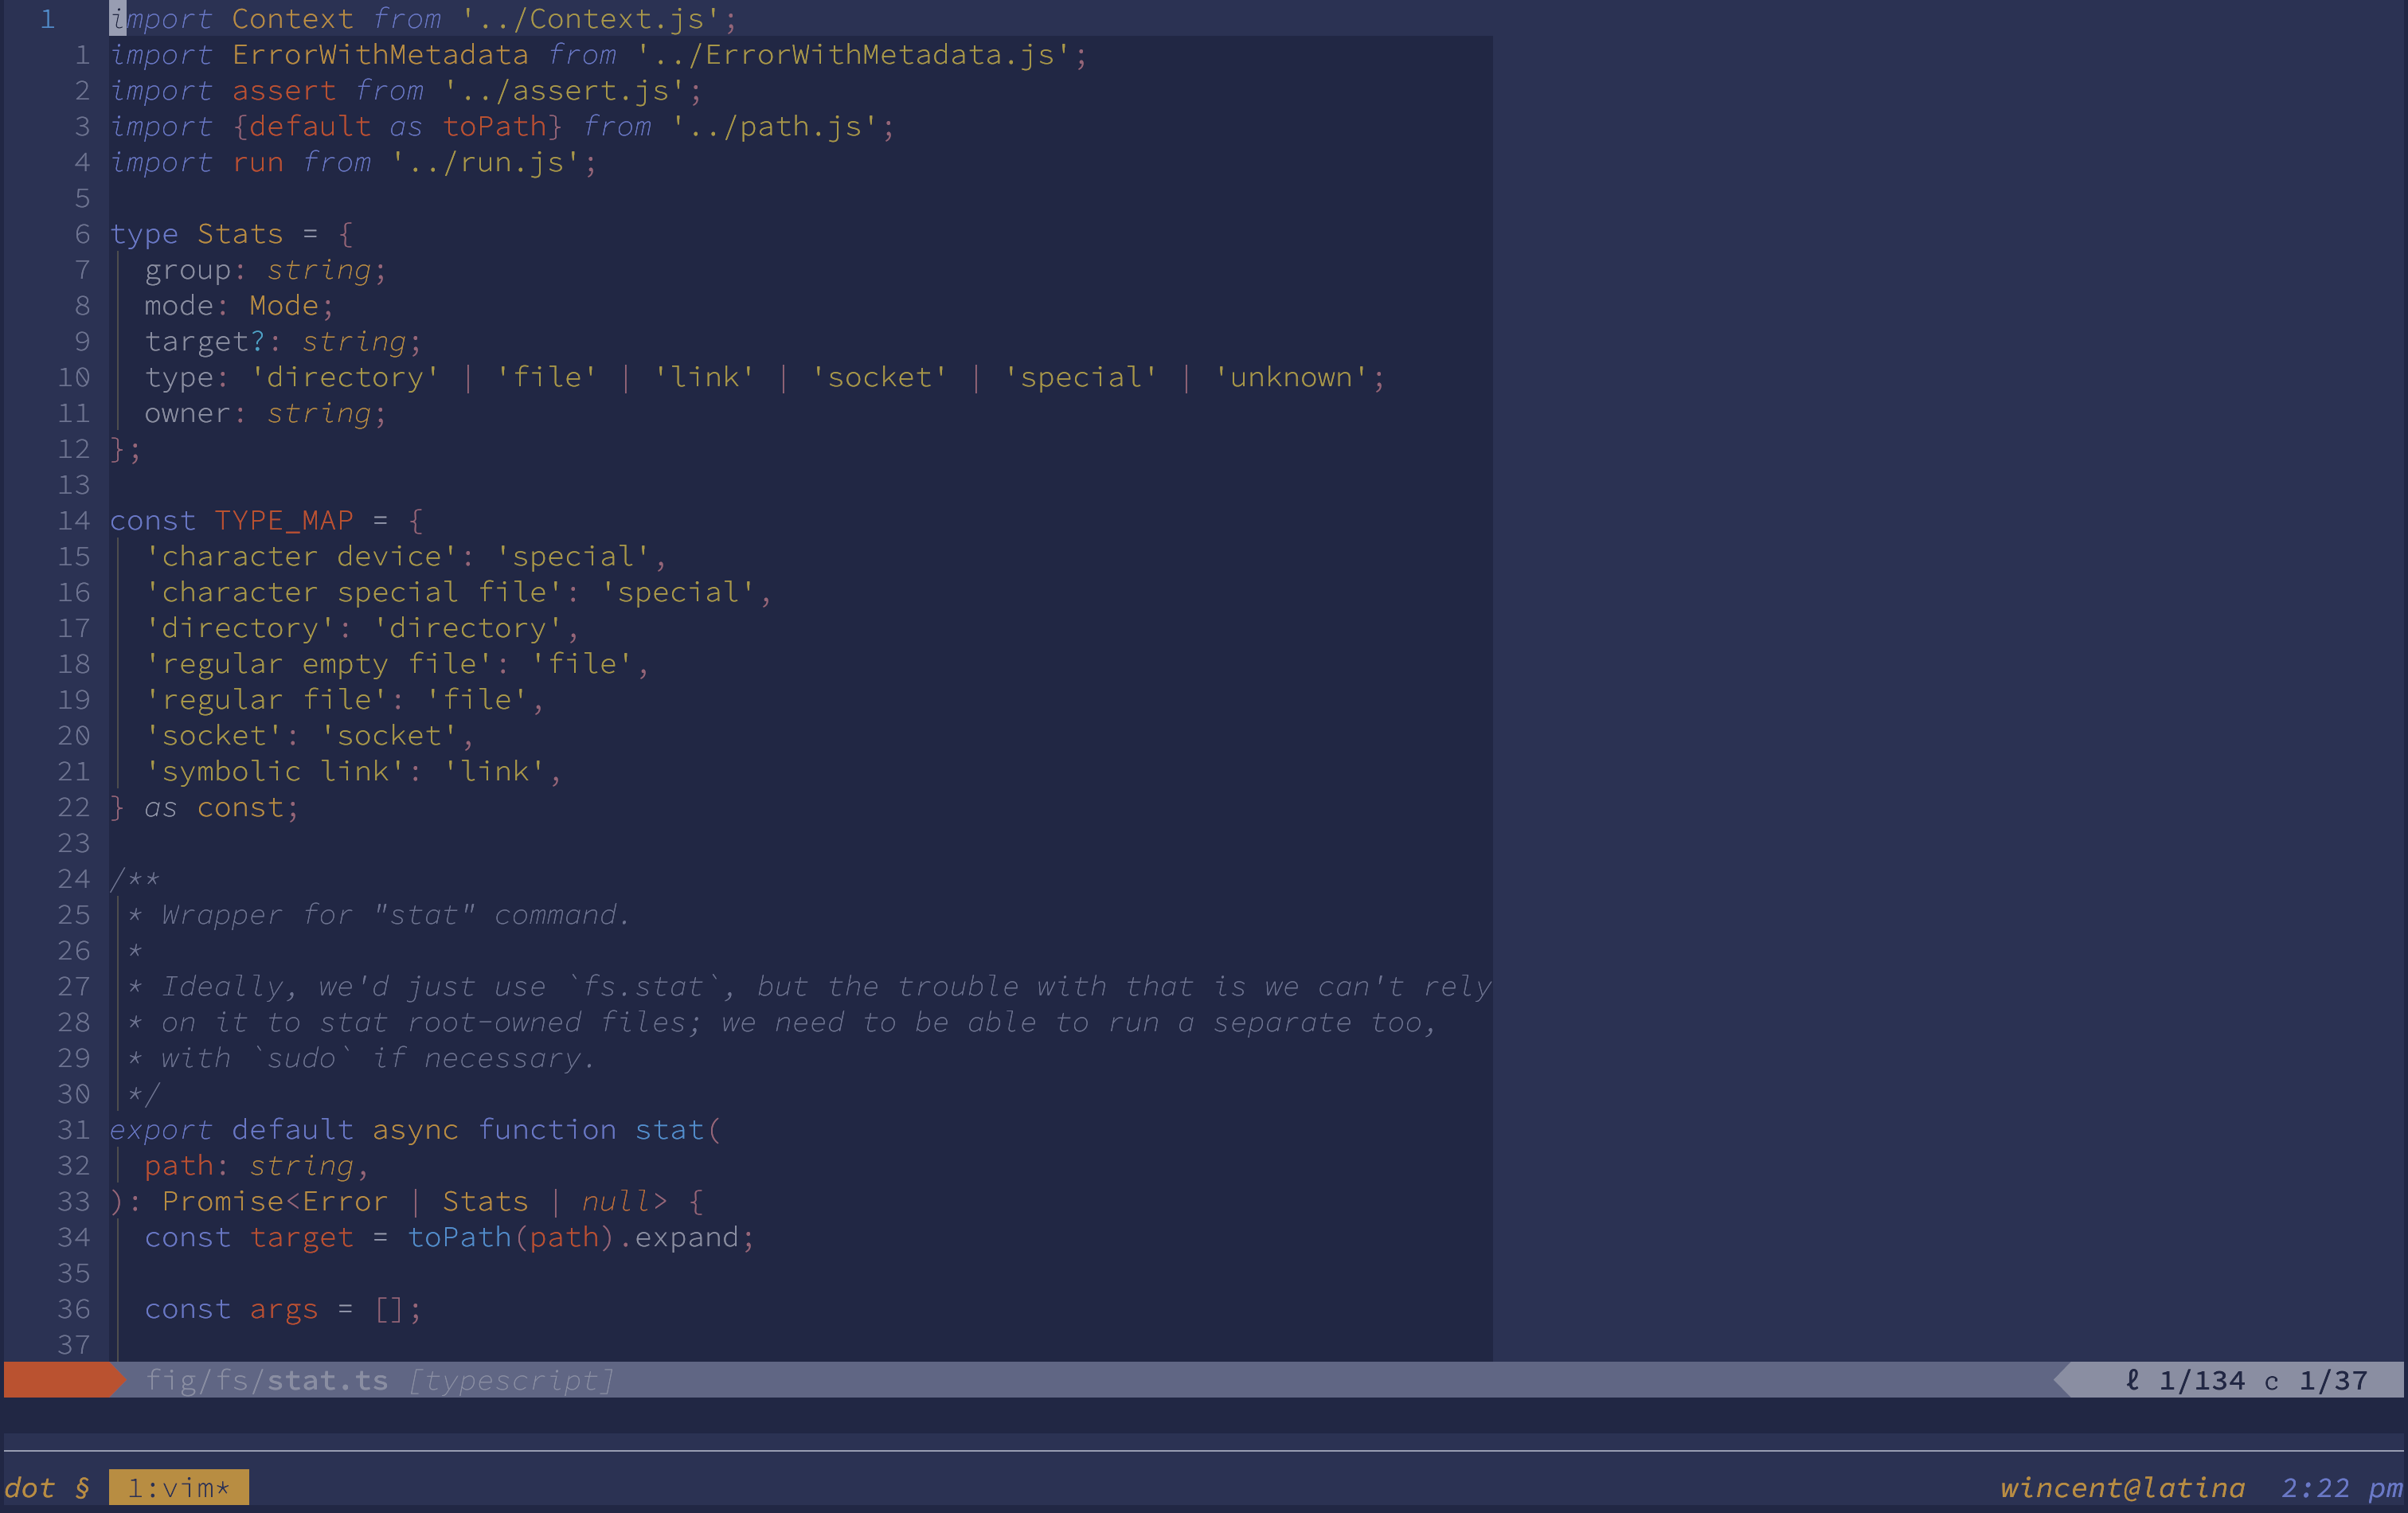 1 import Context from '../Context.js';
1 import ErrorWithMetadata from '../ErrorWithMetadata.js';
2 import assert from '../assert.js';
3 import {default as toPath} from '../path.js';
4 import run from '../run.js';
5
6 type Stats = {
7   group: string;
8   mode: Mode;
9   target?: string;
10   type: 'directory' | 'file' | 'link' | 'socket' | 'special' | 'unknown';
11   owner: string;
12 };
13
14 const TYPE_MAP = {
15   'character device': 'special',
16   'character special file': 'special',
17   'directory': 'directory',
18   'regular empty file': 'file',
19   'regular file': 'file',
20   'socket': 'socket',
21   'symbolic link': 'link',
22 } as const;
23
24 /**
25  * Wrapper for "stat" command.
26  *
27  * Ideally, we'd just use `fs.stat`, but the trouble with that is we can't rely
28  * on it to stat root-owned files; we need to be able to run a separate too,
29  * with `sudo` if necessary.
30  */
31 export default async function stat(
32   path: string,
33 ): Promise<Error | Stats | null> {
34   const target = toPath(path).expand;
35
36   const args = [];
37
fig/fs/stat.ts [typescript] ℓ 1/134 c 1/37
dot § 1:vim* wincent@latina 2:22 pm